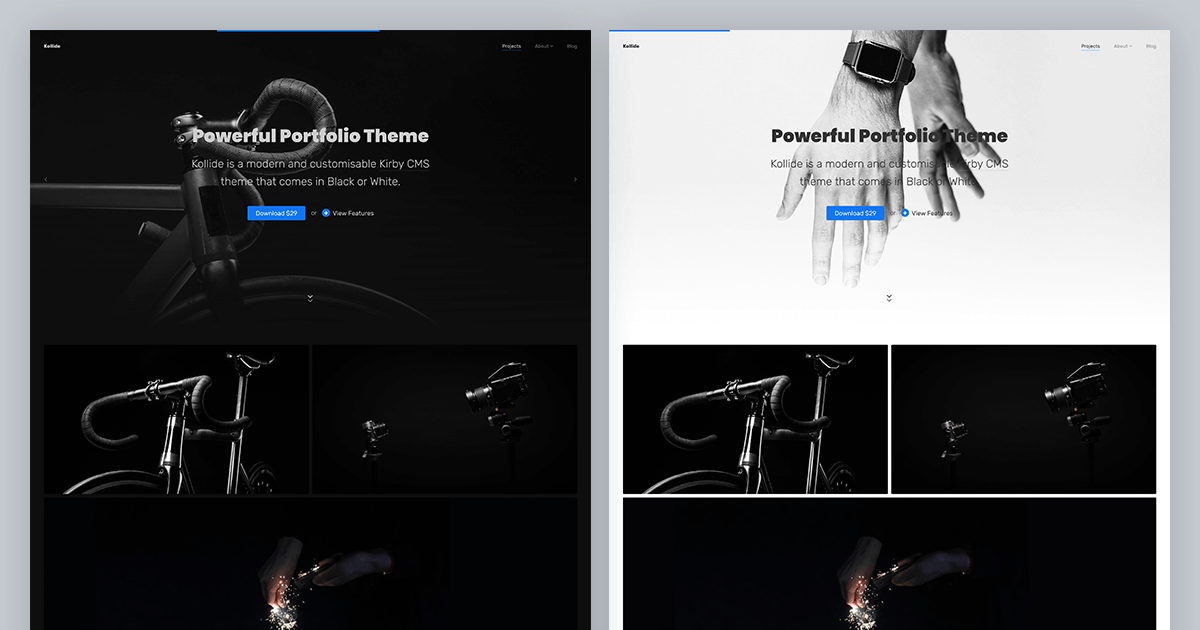 Kollide
Projects
About
Blog
Powerful Portfolio Theme
Kollide is a modern and customisable Kirby CMS
theme that comes in Black or White.
Download $29
or
View Features
Kollide
Projects
About
Blog
Powerful Portfolio Theme
Kollide is a modern and customisable Kirby CMS
theme that comes in Black or White.
Download $29
or
View Features